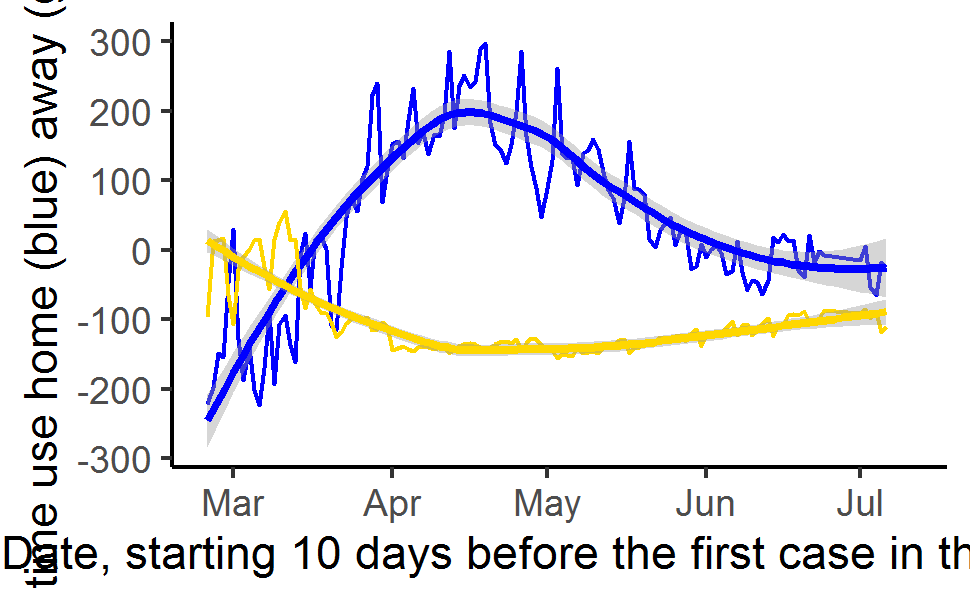 time use home (blue) away (
300
200
100
0
-100
-200
-300
Mar Apr May Jun Jul
Date, starting 10 days before the first case in th